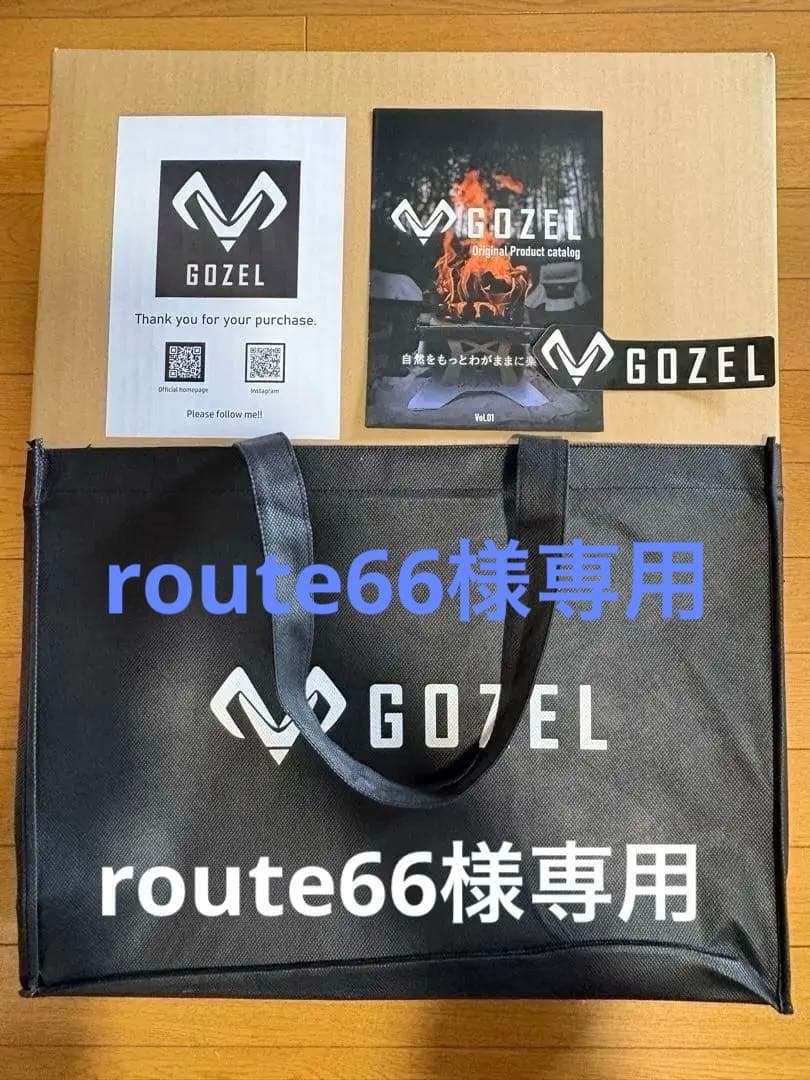 GOZEL
Thank you for your purchase.
Official homepage
Instagram
Please follow me!!
GOZEL
Original Product catalog
自然をもっとわがままに楽
Vol.01
GOZEL
route66様専用
GOZEL
route66様専用